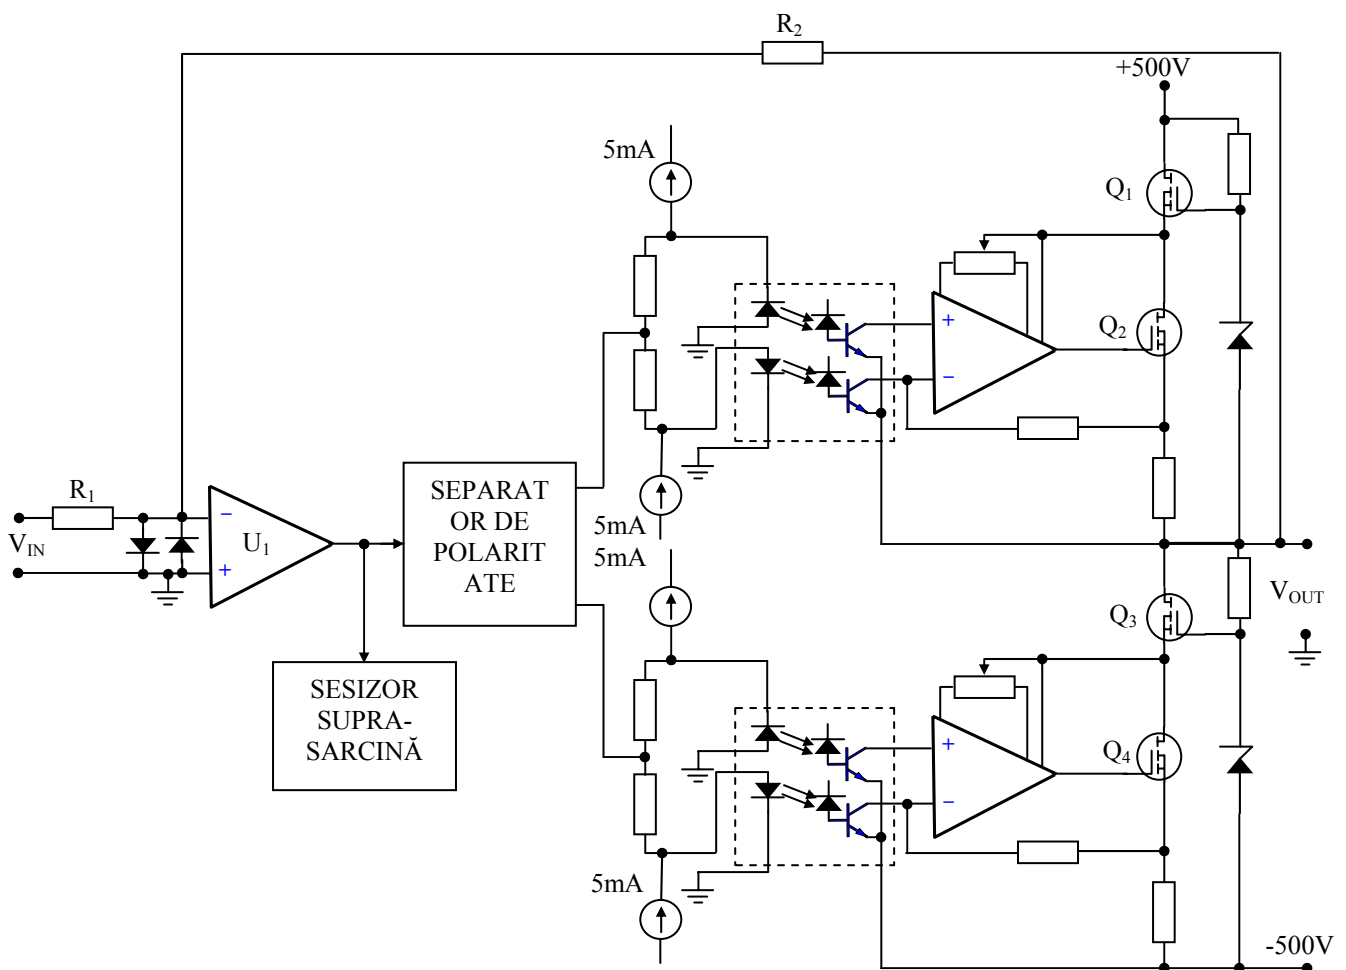 R2
+500V
5mA
Q1
+
Q2
−
R1
VIN
−
U1
+
SEPARAT
OR DE
POLARIT
ATE
5mA
5mA
VOUT
Q3
SESIZOR
SUPRA-
SARCINĂ
+
Q4
−
5mA
-500V